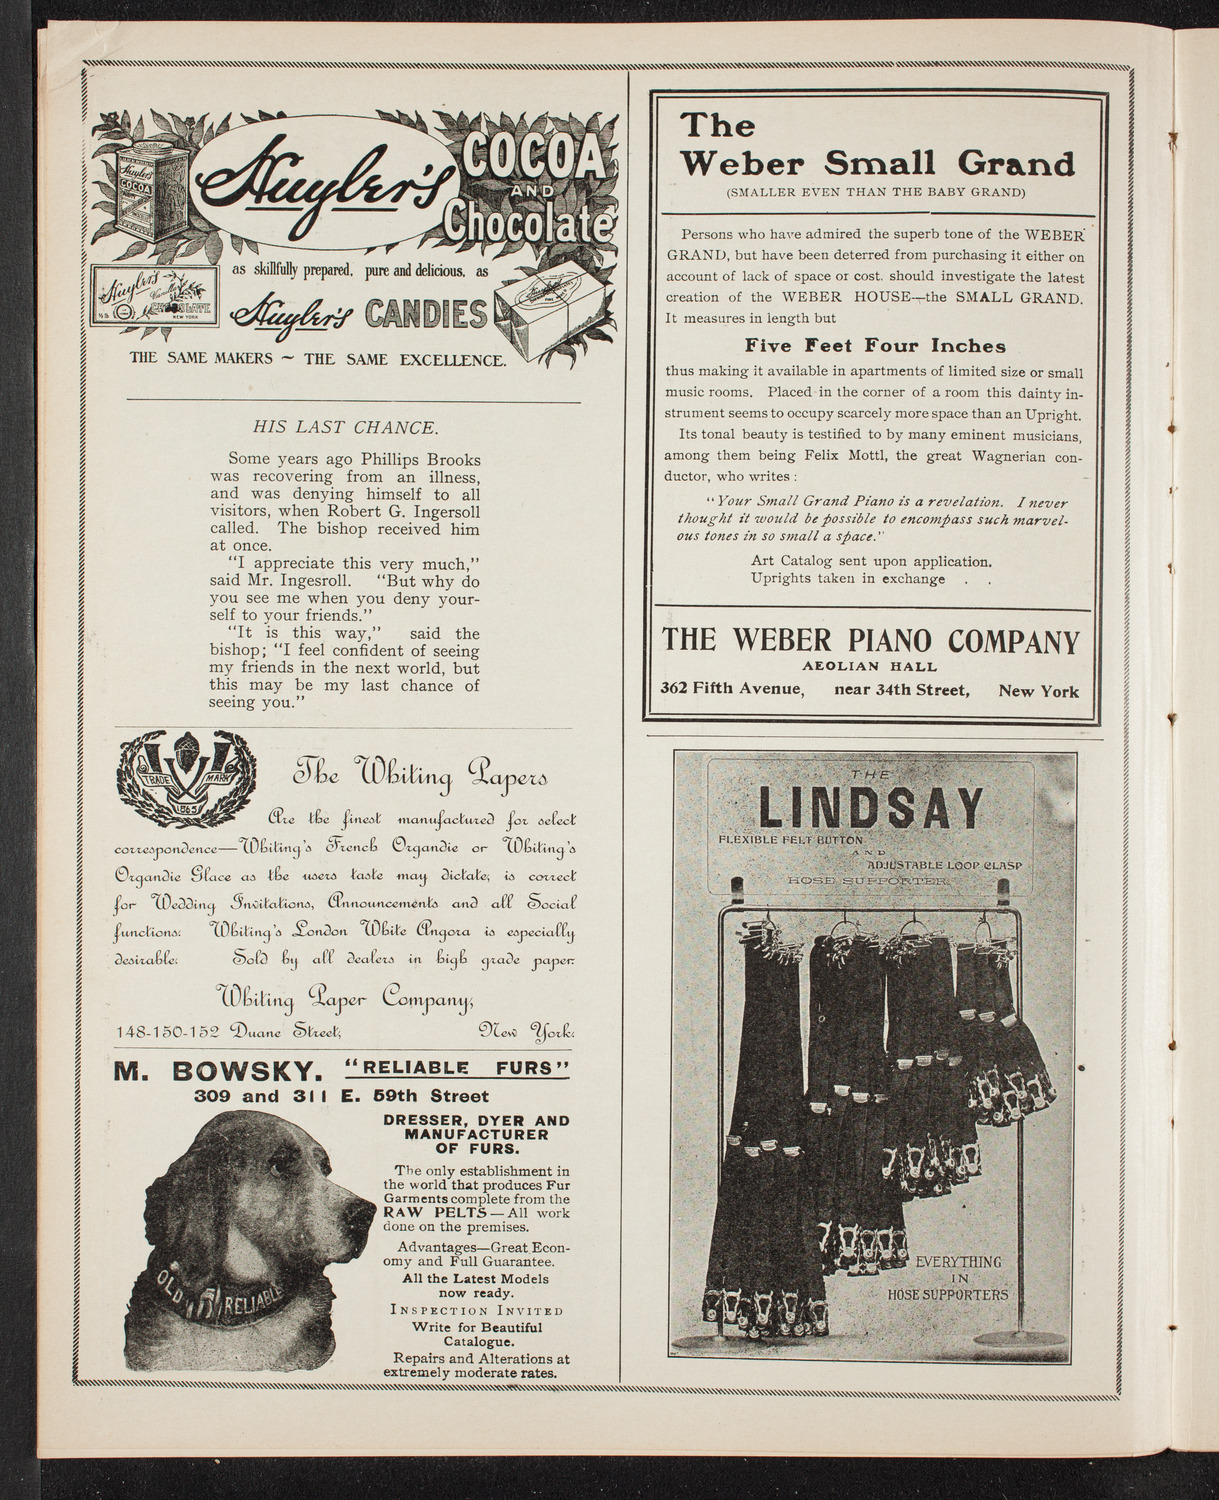 Huyler's
COCOA
AND
Chocolate
Huyler's
COCOA
Huyler's
Vanilla
CHOCOLATE
½ lb
NEW YORK
as skillfully prepared, pure and delicious, as
Huyler's CANDIES
THE SAME MAKERS ~ THE SAME EXCELLENCE.
HIS LAST CHANCE.
Some years ago Phillips Brooks
was recovering from an illness,
and was denying himself to all
visitors, when Robert G. Ingersoll
called. The bishop received him
at once.
"I appreciate this very much,"
said Mr. Ingesroll. "But why do
you see me when you deny your-
self to your friends."
"It is this way," said the
bishop; "I feel confident of seeing
my friends in the next world, but
this may be my last chance of
seeing you."
TRADE MARK
1865
The Whiting Papers
Are the finest manufactured for select
correspondence—Whiting's French Organdie or Whiting's
Organdie Glace as the users taste may dictate; is correct
for Wedding Invitations, Announcements and all Social
functions: Whiting's London White Angora is especially
desirable. Sold by all dealers in high grade paper.
Whiting Paper Company,
148-150-152 Duane Street, New York.
M. BOWSKY. "RELIABLE FURS"
309 and 311 E. 59th Street
OLD RELIABLE
DRESSER, DYER AND
MANUFACTURER
OF FURS.
The only establishment in
the world that produces Fur
Garments complete from the
RAW PELTS—All work
done on the premises.
Advantages—Great Econ-
omy and Full Guarantee.
All the Latest Models
now ready.
INSPECTION INVITED
Write for Beautiful
Catalogue.
Repairs and Alterations at
extremely moderate rates.
The
Weber Small Grand
(SMALLER EVEN THAN THE BABY GRAND)
Persons who have admired the superb tone of the WEBER
GRAND, but have been deterred from purchasing it either on
account of lack of space or cost, should investigate the latest
creation of the WEBER HOUSE—the SMALL GRAND.
It measures in length but
Five Feet Four Inches
thus making it available in apartments of limited size or small
music rooms. Placed in the corner of a room this dainty in-
strument seems to occupy scarcely more space than an Upright.
Its tonal beauty is testified to by many eminent musicians,
among them being Felix Mottl, the great Wagnerian con-
ductor, who writes:
"Your Small Grand Piano is a revelation. I never
thought it would be possible to encompass such marvel-
ous tones in so small a space."
Art Catalog sent upon application.
Uprights taken in exchange . .
THE WEBER PIANO COMPANY
AEOLIAN HALL
362 Fifth Avenue, near 34th Street, New York
THE
LINDSAY
FLEXIBLE FELT BUTTON
AND
ADJUSTABLE LOOP CLASP
HOSE SUPPORTER
EVERYTHING
IN
HOSE SUPPORTERS